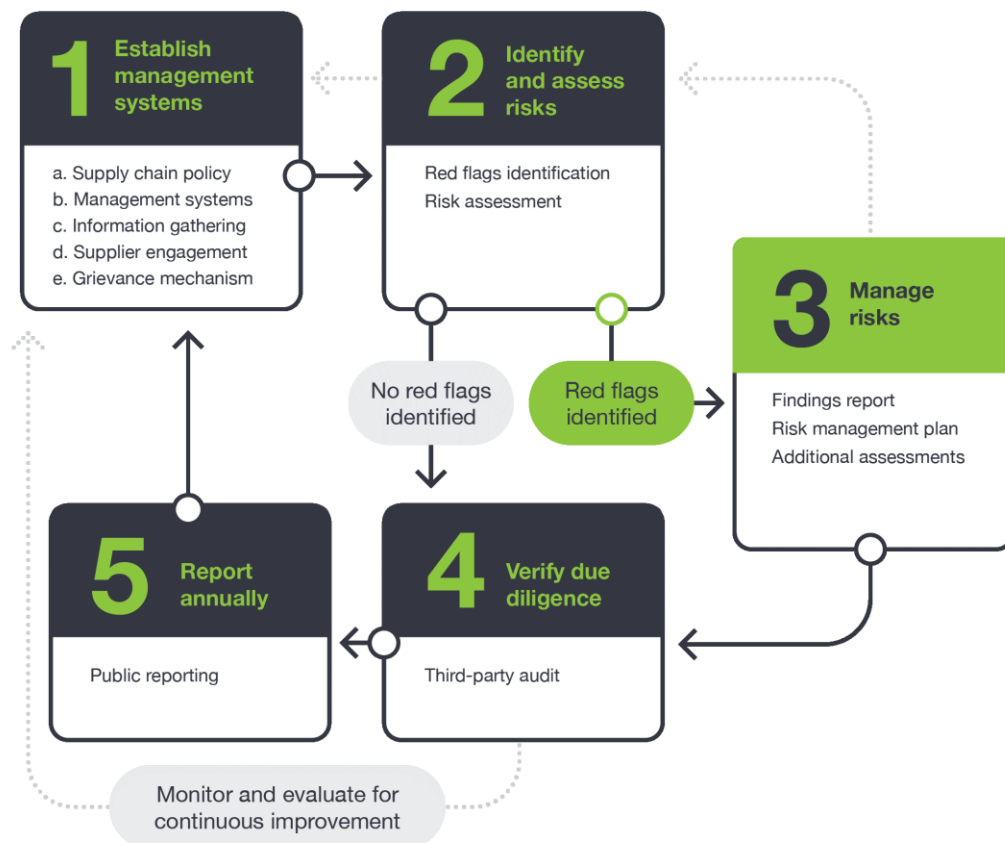 1
Establish
management
systems
a. Supply chain policy
b. Management systems
c. Information gathering
d. Supplier engagement
e. Grievance mechanism
2
Identify
and assess
risks
Red flags identification
Risk assessment
No red flags
identified
Red flags
identified
3
Manage
risks
Findings report
Risk management plan
Additional assessments
4
Verify due
diligence
Third-party audit
5
Report
annually
Public reporting
Monitor and evaluate for
continuous improvement